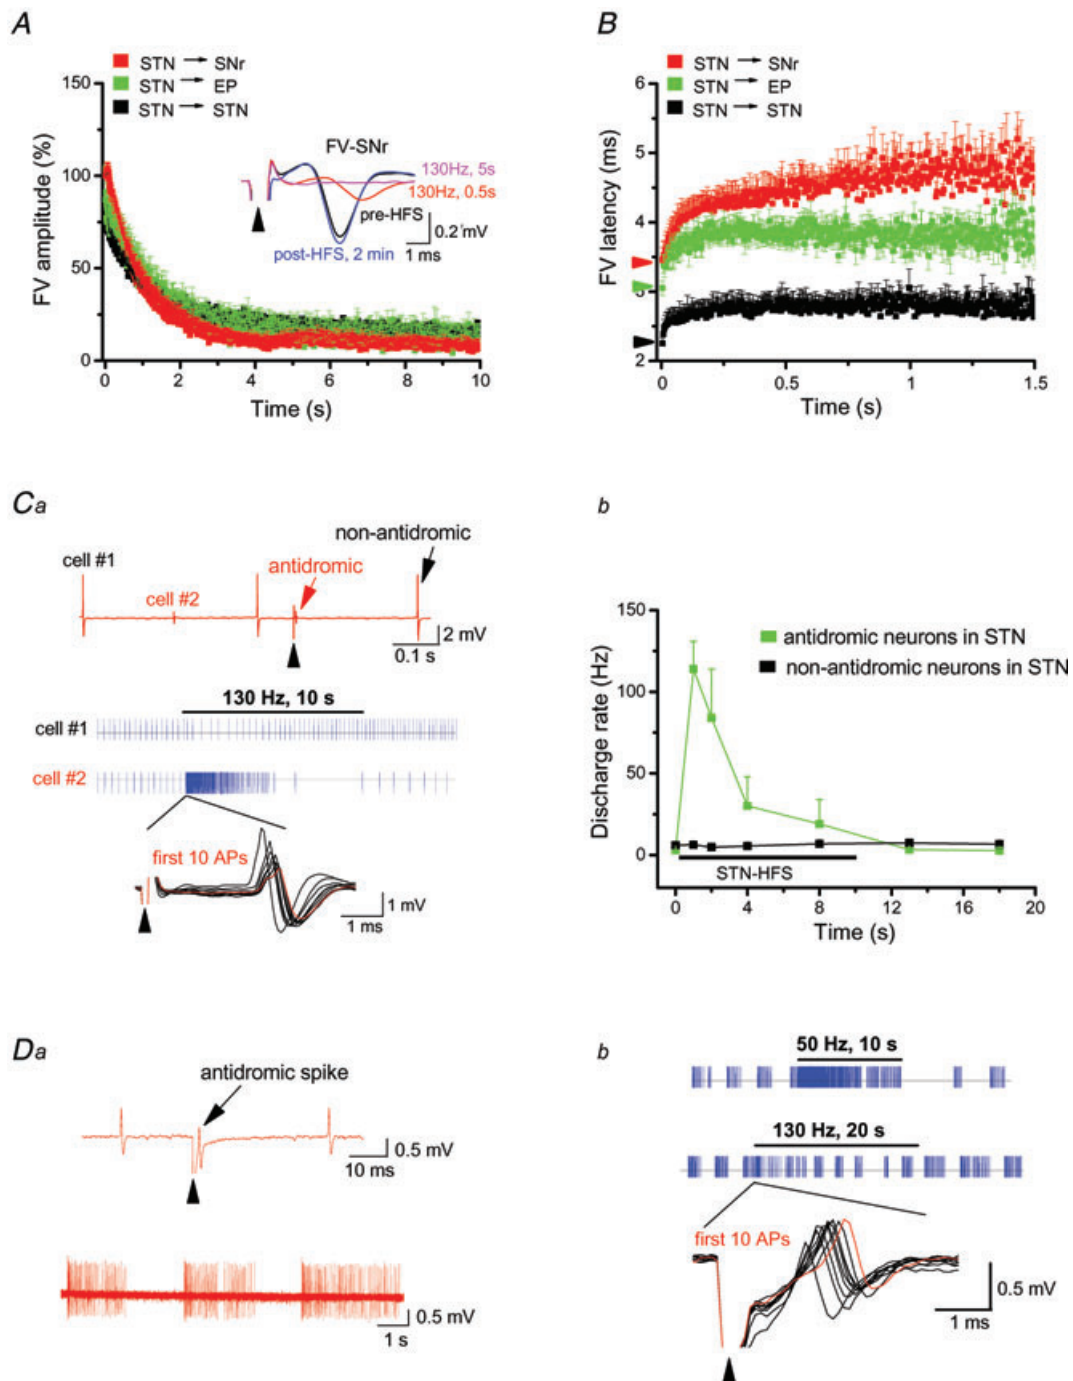 A
STN → SNr
STN → EP
STN → STN
150
100
50
0
FV amplitude (%)
0 2 4 6 8 10
Time (s)
FV-SNr
130Hz, 5s
130Hz, 0.5s
pre-HFS
post-HFS, 2 min
0.2 mV
1 ms
B
STN → SNr
STN → EP
STN → STN
6
5
4
3
2
FV latency (ms)
0 0.5 1 1.5
Time (s)
Ca
cell #1
cell #2
antidromic
non-antidromic
2 mV
0.1 s
130 Hz, 10 s
cell #1
cell #2
first 10 APs
1 mV
1 ms
b
150
100
50
0
Discharge rate (Hz)
antidromic neurons in STN
non-antidromic neurons in STN
STN-HFS
0 4 8 12 16 20
Time (s)
Da
antidromic spike
0.5 mV
10 ms
0.5 mV
1 s
b
50 Hz, 10 s
130 Hz, 20 s
first 10 APs
0.5 mV
1 ms